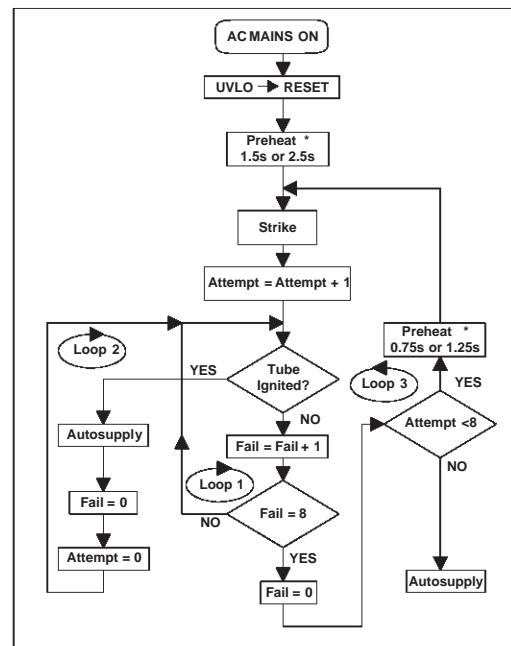 AC MAINS ON
UVLO → RESET
Preheat *
1.5s or 2.5s
Strike
Attempt = Attempt + 1
Loop 2
Preheat *
0.75s or 1.25s
Tube
Ignited?
YES
Loop 3
YES
NO
Attempt <8
Autosupply
Fail = Fail + 1
NO
Loop 1
Fail = 0
Fail = 8
NO
Attempt = 0
YES
Fail = 0
Autosupply